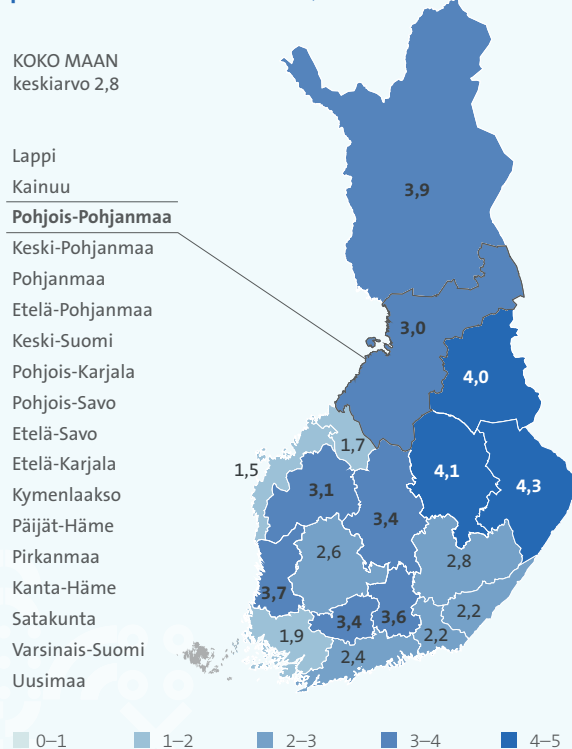 KOKO MAAN
keskiarvo 2,8
Lappi
Kainuu
Pohjois-Pohjanmaa
Keski-Pohjanmaa
Pohjanmaa
Etelä-Pohjanmaa
Keski-Suomi
Pohjois-Karjala
Pohjois-Savo
Etelä-Savo
Etelä-Karjala
Kymenlaakso
Päijät-Häme
Pirkanmaa
Kanta-Häme
Satakunta
Varsinais-Suomi
Uusimaa
3,9
3,0
4,0
1,7
1,5
4,1
4,3
3,1
3,4
2,6
2,8
3,7
3,4
3,6
2,2
1,9
2,2
2,4
0–1
1–2
2–3
3–4
4–5